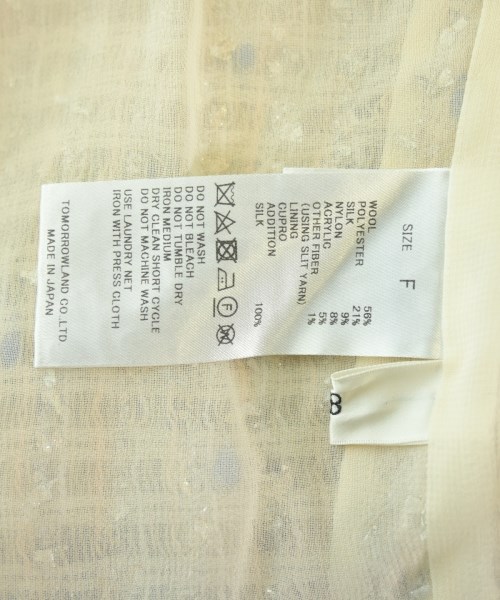 SIZE F
WOOL 56%
POLYESTER 21%
SILK 9%
NYLON 8%
ACRYLIC 5%
OTHER FIBER 1%
(USING SLIT YARN)
LINING
CUPRO
ADDITION
SILK 100%
F
W
DO NOT WASH
DO NOT BLEACH
DO NOT TUMBLE DRY
IRON MEDIUM
DRY CLEAN SHORT CYCLE
DO NOT MACHINE WASH
USE LAUNDRY NET
IRON WITH PRESS CLOTH
TOMORROWLAND CO.,LTD
MADE IN JAPAN
8